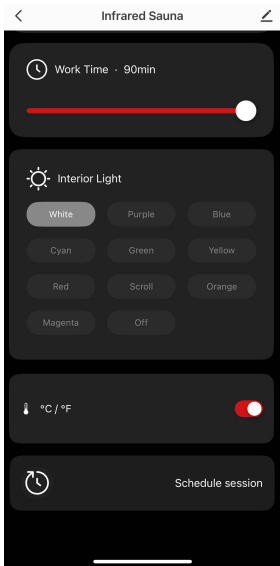 Infrared Sauna
Work Time · 90min
Interior Light
White Purple Blue
Cyan Green Yellow
Red Scroll Orange
Magenta Off
°C / °F
Schedule session